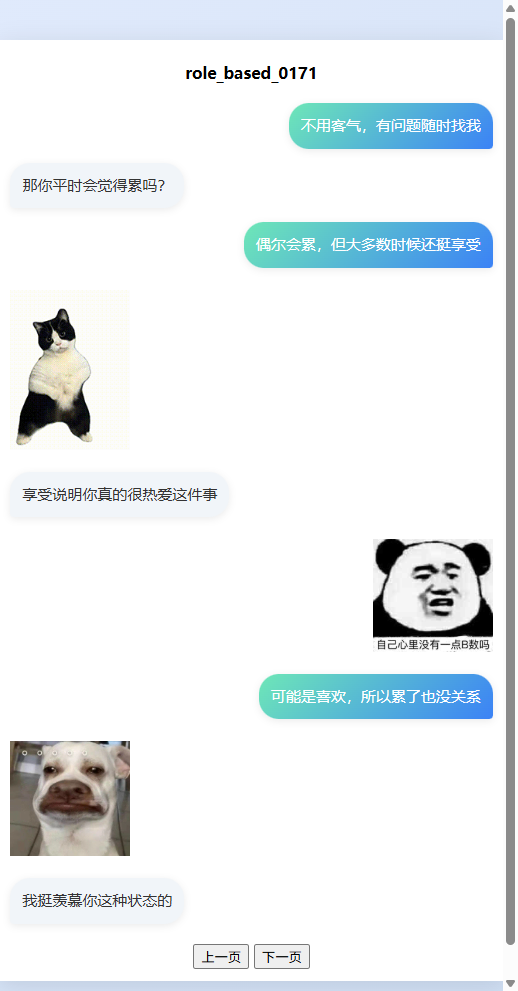 role_based_0171
不用客气，有问题随时找我
那你平时会觉得累吗？
偶尔会累，但大多数时候还挺享受
享受说明你真的很热爱这件事
自己心里没有一点B数吗
可能是喜欢，所以累了也没关系
我挺羡慕你这种状态的
上一页 下一页